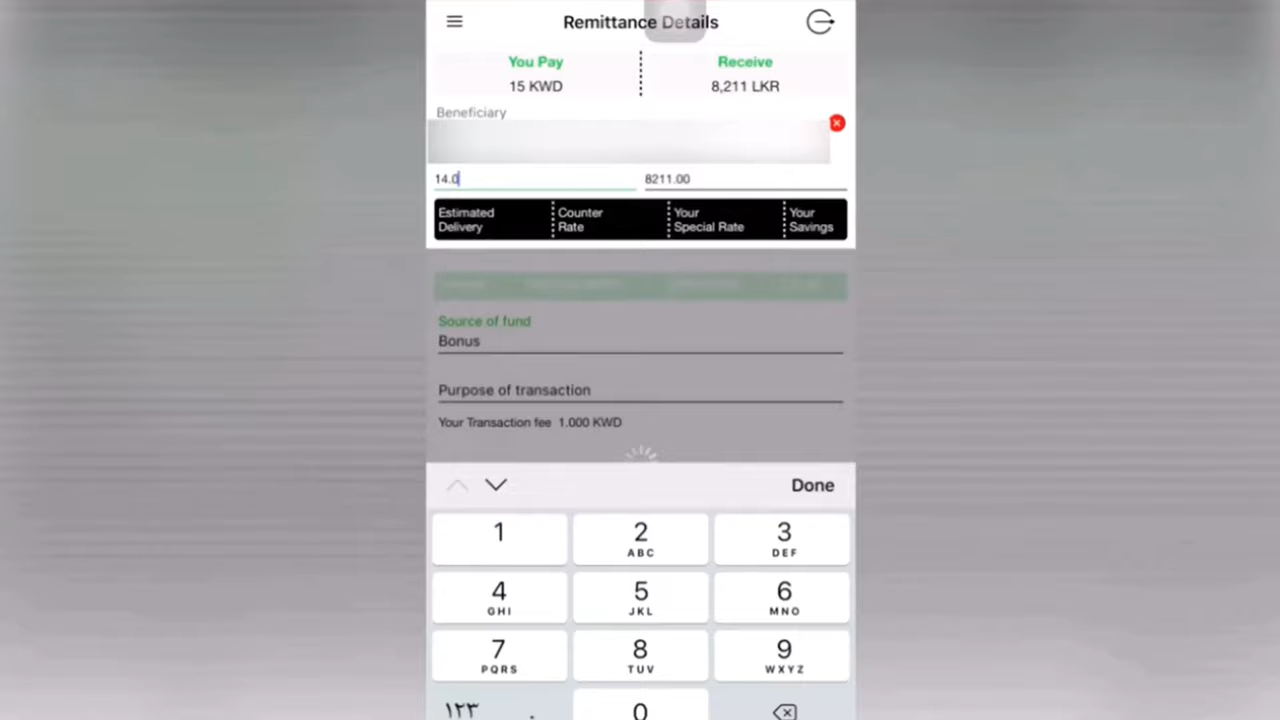 Remittance Details
You Pay
Receive
15 KWD
8,211 LKR
Beneficiary
14.0
8211.00
Estimated Delivery
Counter Rate
Your Special Rate
Your Savings
Source of fund
Bonus
Purpose of transaction
Your Transaction fee 1.000 KWD
Done
1
2
ABC
3
DEF
4
GHI
5
JKL
6
MNO
7
PQRS
8
TUV
9
WXYZ
١٢٣
.
0